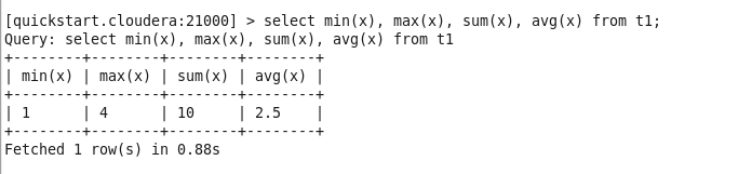 [quickstart.cloudera:21000] > select min(x), max(x), sum(x), avg(x) from t1;
Query: select min(x), max(x), sum(x), avg(x) from t1
+--------+--------+--------+--------+
| min(x) | max(x) | sum(x) | avg(x) |
+--------+--------+--------+--------+
| 1      | 4      | 10     | 2.5    |
+--------+--------+--------+--------+
Fetched 1 row(s) in 0.88s